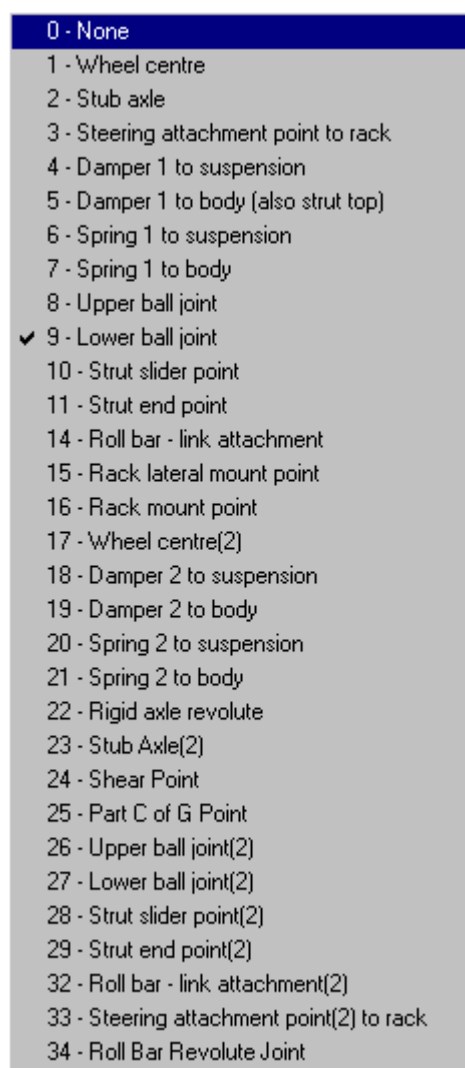 0 - None
1 - Wheel centre
2 - Stub axle
3 - Steering attachment point to rack
4 - Damper 1 to suspension
5 - Damper 1 to body (also strut top)
6 - Spring 1 to suspension
7 - Spring 1 to body
8 - Upper ball joint
9 - Lower ball joint
10 - Strut slider point
11 - Strut end point
14 - Roll bar - link attachment
15 - Rack lateral mount point
16 - Rack mount point
17 - Wheel centre(2)
18 - Damper 2 to suspension
19 - Damper 2 to body
20 - Spring 2 to suspension
21 - Spring 2 to body
22 - Rigid axle revolute
23 - Stub Axle(2)
24 - Shear Point
25 - Part C of G Point
26 - Upper ball joint(2)
27 - Lower ball joint(2)
28 - Strut slider point(2)
29 - Strut end point(2)
32 - Roll bar - link attachment(2)
33 - Steering attachment point(2) to rack
34 - Roll Bar Revolute Joint